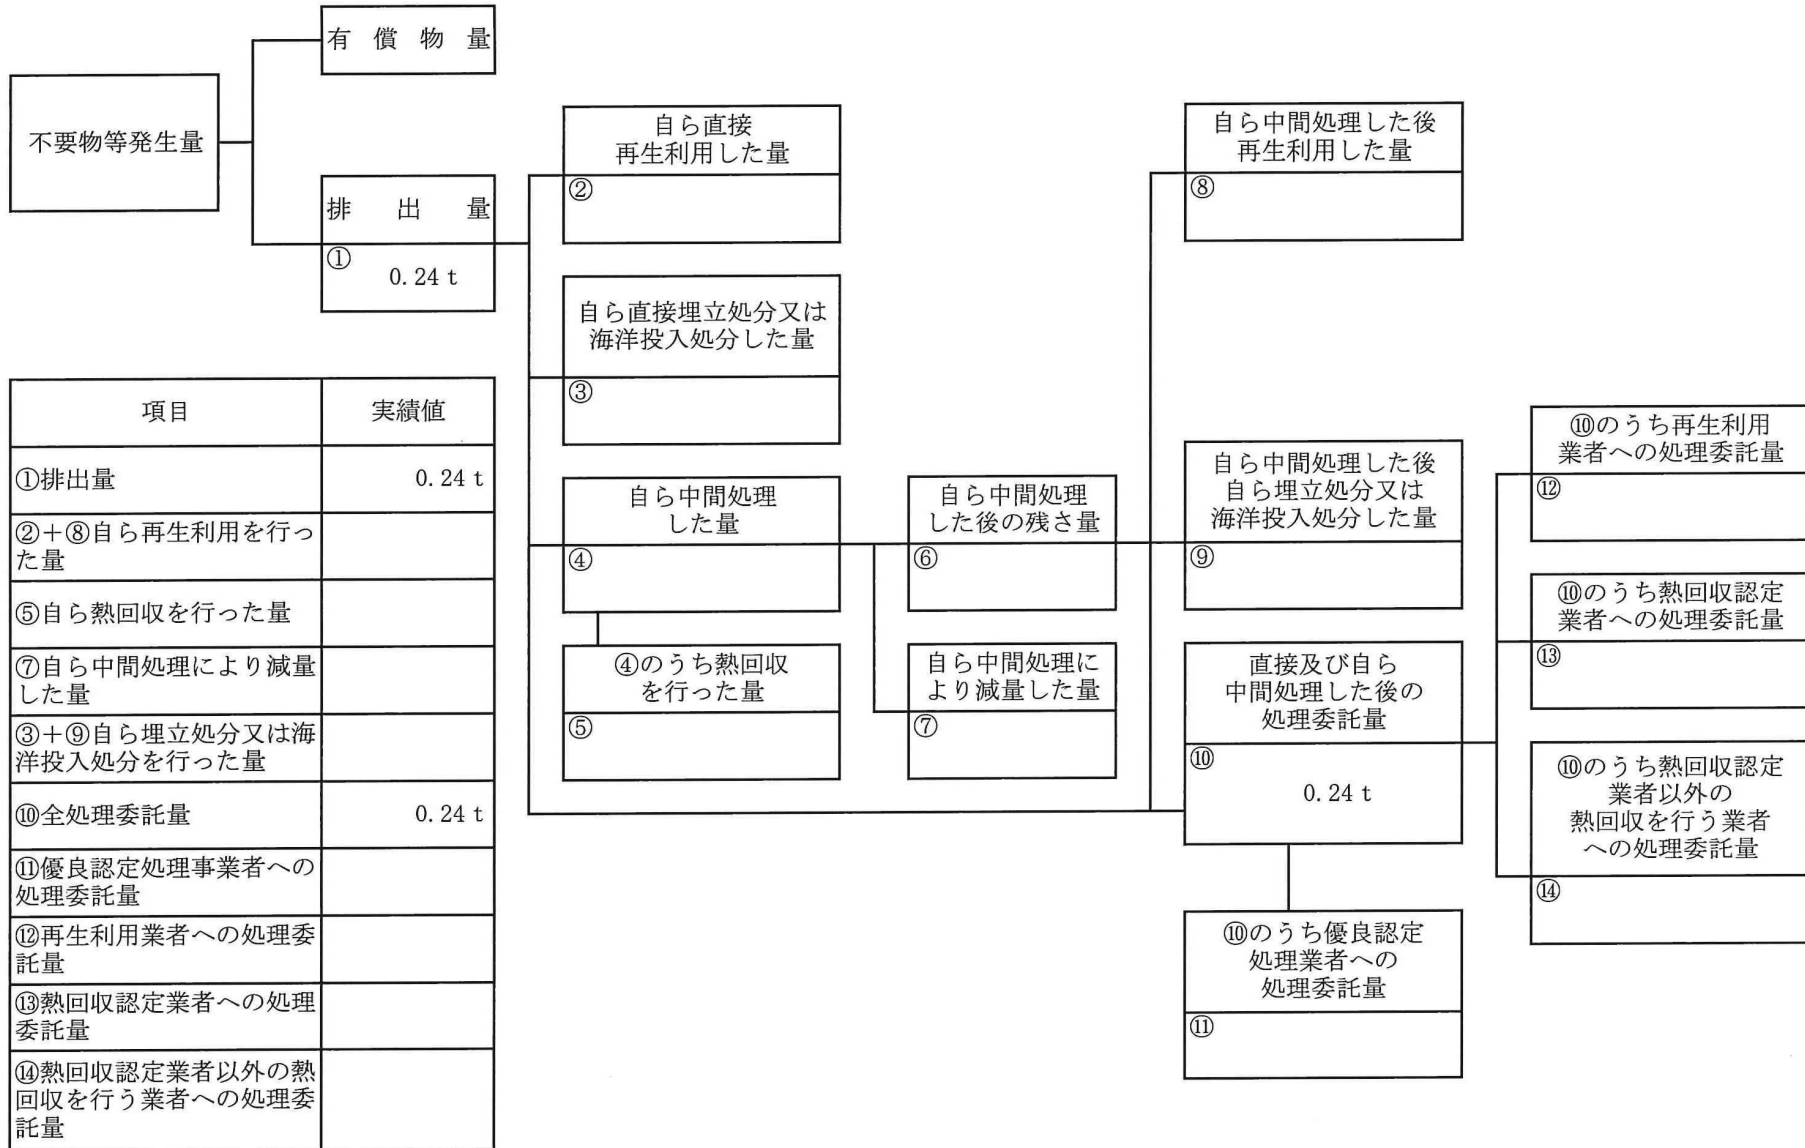 有償物量
不要物等発生量
排出量
①
0.24 t
自ら直接
再生利用した量
②
自ら直接埋立処分又は
海洋投入処分した量
③
自ら中間処理
した量
④
④のうち熱回収
を行った量
⑤
自ら中間処理
した後の残さ量
⑥
自ら中間処理に
より減量した量
⑦
自ら中間処理した後
再生利用した量
⑧
自ら中間処理した後
自ら埋立処分又は
海洋投入処分した量
⑨
直接及び自ら
中間処理した後の
処理委託量
⑩
0.24 t
⑩のうち優良認定
処理業者への
処理委託量
⑪
⑩のうち再生利用
業者への処理委託量
⑫
⑩のうち熱回収認定
業者への処理委託量
⑬
⑩のうち熱回収認定
業者以外の
熱回収を行う業者
への処理委託量
⑭
項目 実績値
①排出量 0.24 t
②+⑧自ら再生利用を行っ
た量
⑤自ら熱回収を行った量
⑦自ら中間処理により減量
した量
③+⑨自ら埋立処分又は海
洋投入処分を行った量
⑩全処理委託量 0.24 t
⑪優良認定処理事業者への
処理委託量
⑫再生利用業者への処理委
託量
⑬熱回収認定業者への処理
委託量
⑭熱回収認定業者以外の熱
回収を行う業者への処理委
託量